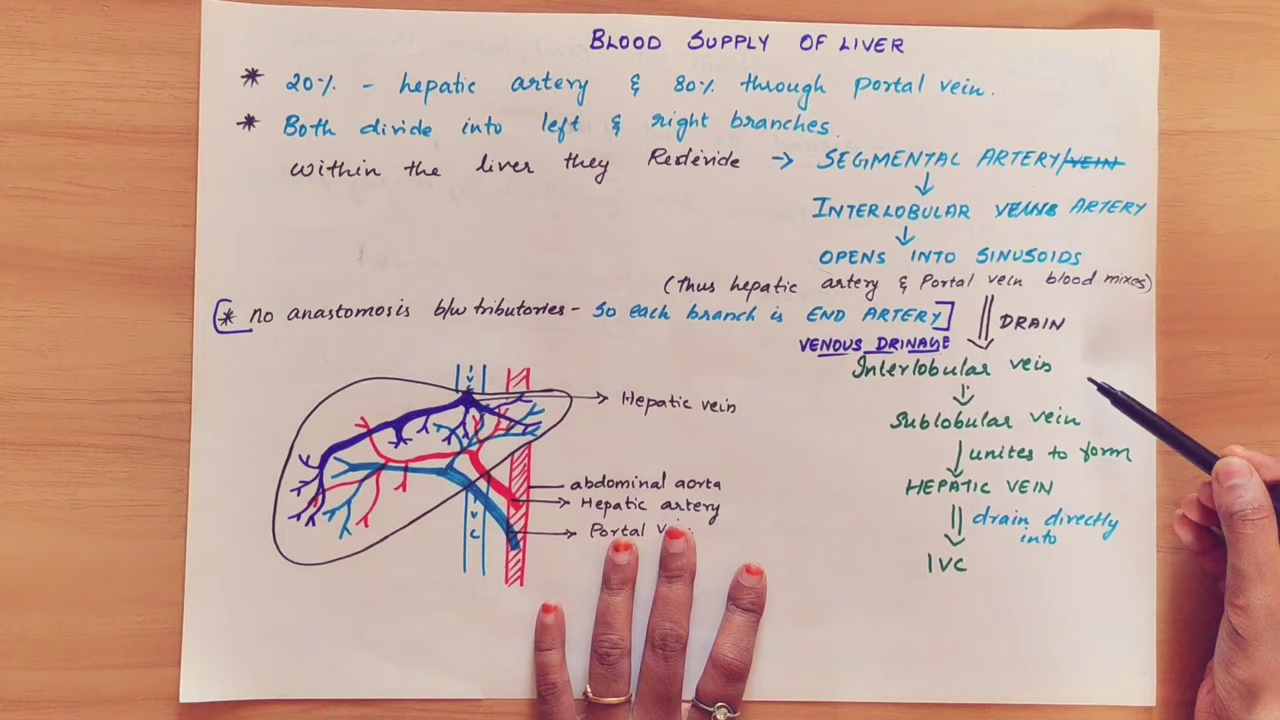 BLOOD SUPPLY OF LIVER
* 20% - hepatic artery & 80% through portal vein.
* Both divide into left & right branches.
within the liver they Redivide → SEGMENTAL ARTERY/VEIN
↓
INTERLOBULAR ARTERY
↓
OPENS INTO SINUSOIDS
(Thus hepatic artery & Portal vein blood mixes)
[* no anastomosis b/w tributories - So each branch is END ARTERY]
DRAIN
VENOUS DRINAGE
Interlobular vein
↓
Sublobular vein
↓ unites to form
HEPATIC VEIN
drain directly
into
IVC
IVC
→ Hepatic vein
abdominal aorta
→ Hepatic artery
→ Portal
IVC